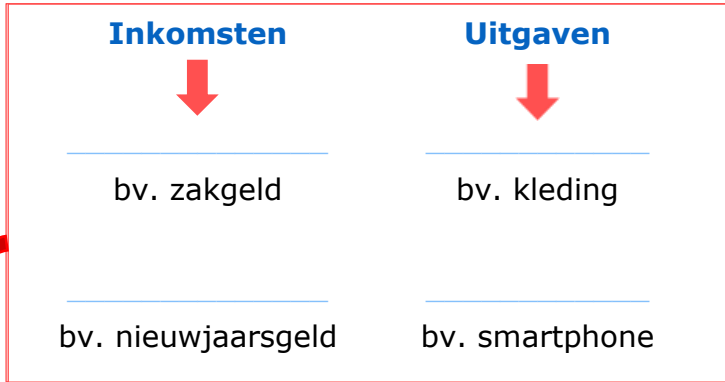 Inkomsten Uitgaven
bv. zakgeld bv. kleding
bv. nieuwjaarsgeld bv. smartphone